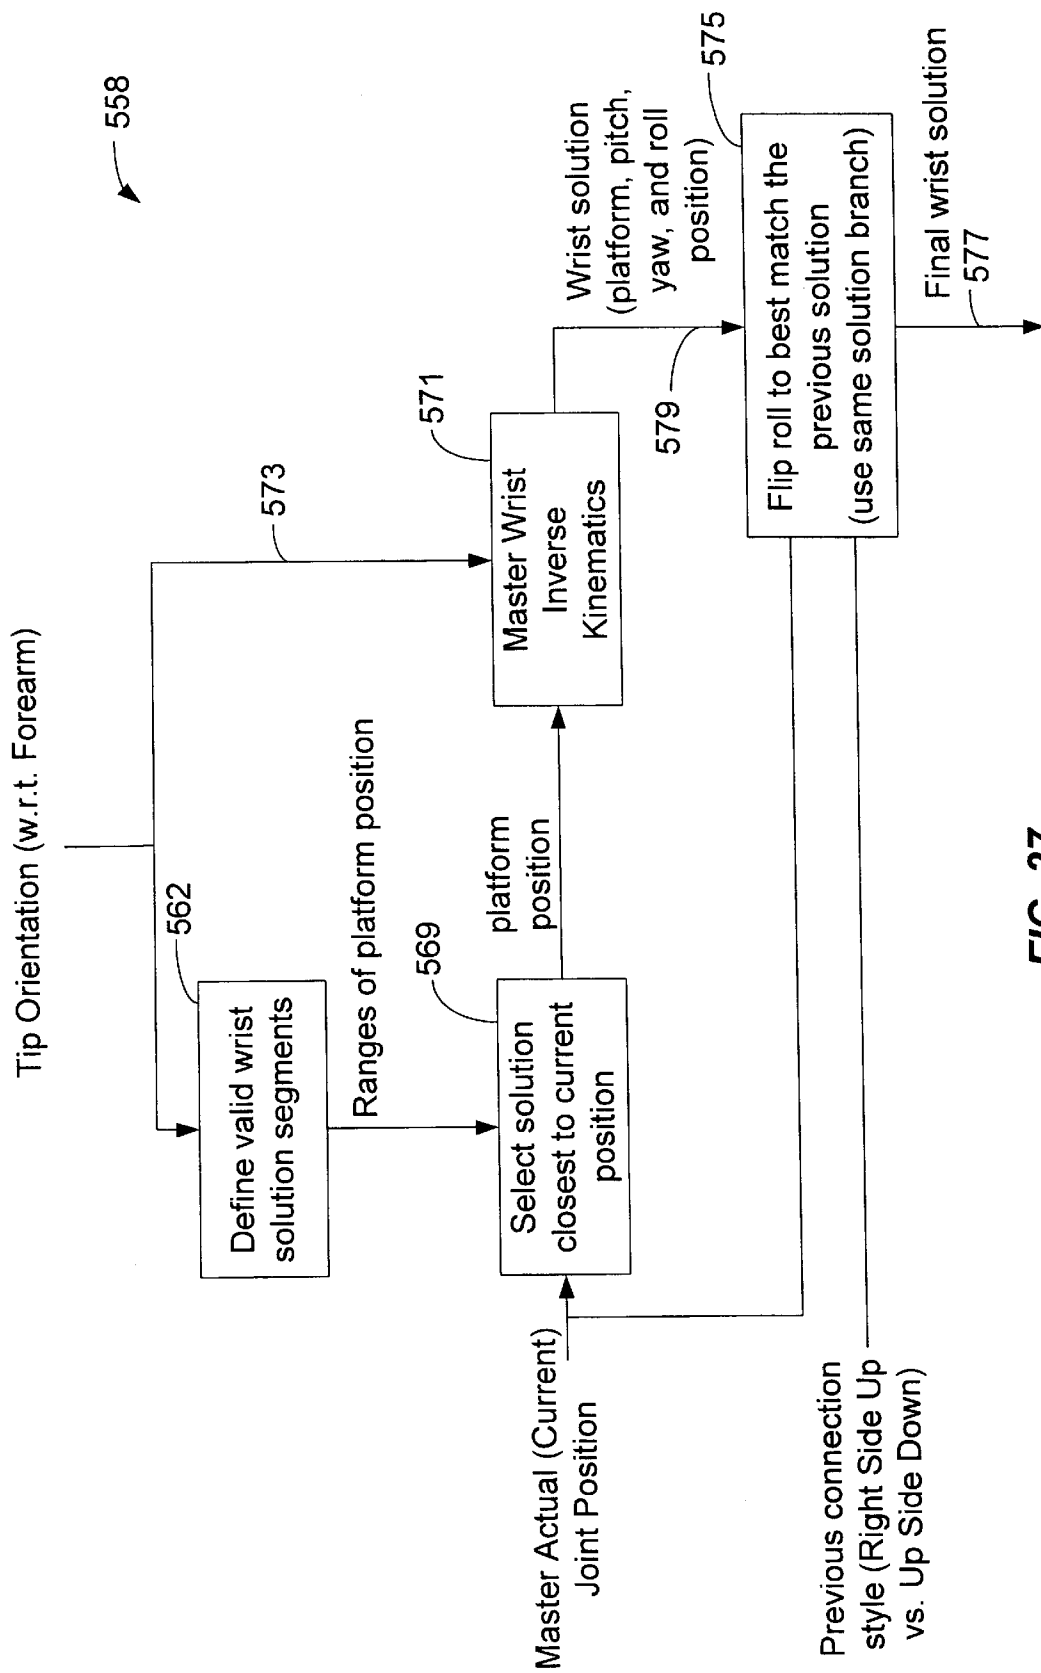 558
Tip Orientation (w.r.t. Forearm)
562
Define valid wrist
solution segments
573
Ranges of platform position
569
Select solution
closest to current
position
Master Actual (Current)
Joint Position
platform
position
571
Master Wrist
Inverse
Kinematics
Wrist solution
(platform, pitch,
yaw, and roll
position)
579
575
Flip roll to best match the
previous solution
(use same solution branch)
Previous connection
style (Right Side Up
vs. Up Side Down)
Final wrist solution
577
FIG. 27